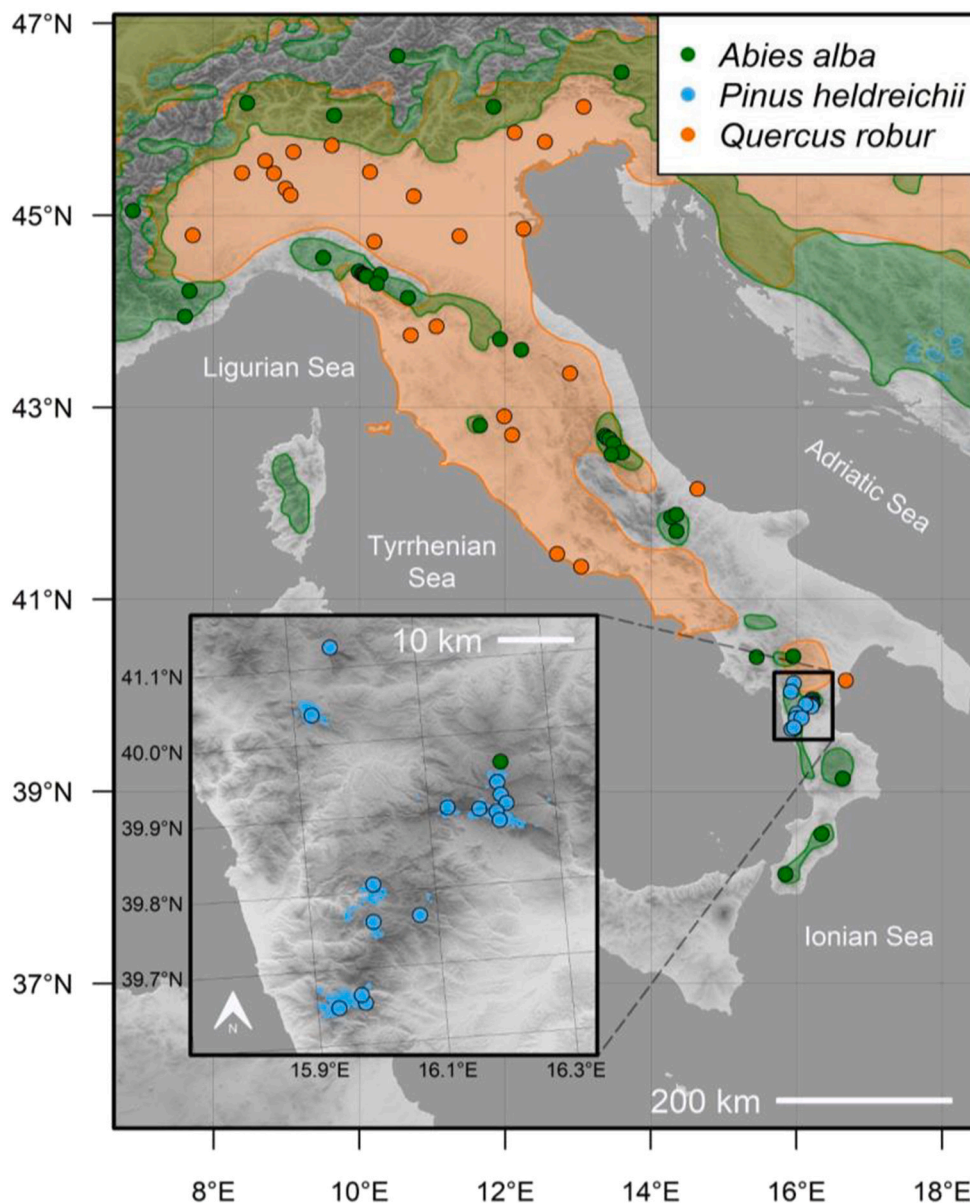 47°N
45°N
43°N
41°N
39°N
37°N
Abies alba
Pinus heldreichii
Quercus robur
Ligurian Sea
Adriatic Sea
Tyrrhenian
Sea
Ionian Sea
10 km
41.1°N
40.0°N
39.9°N
39.8°N
39.7°N
N
15.9°E
16.1°E
16.3°E
200 km
8°E
10°E
12°E
14°E
16°E
18°E